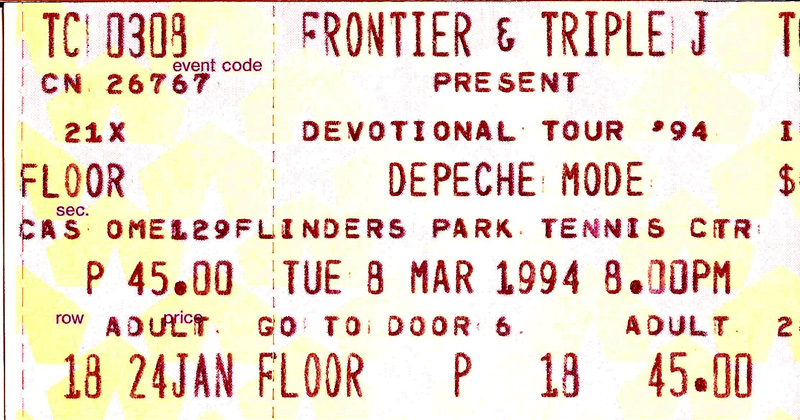 TC 0308 FRONTIER & TRIPLE J T
event code
CN 26767 PRESENT
21X DEVOTIONAL TOUR '94 I
FLOOR DEPECHE MODE $
sec.
CAS OME129FLINDERS PARK TENNIS CTR
P 45.00 TUE 8 MAR 1994 8.00PM
row price
ADULT GO TO DOOR 6 ADULT 2
18 24JAN FLOOR P 18 45.00